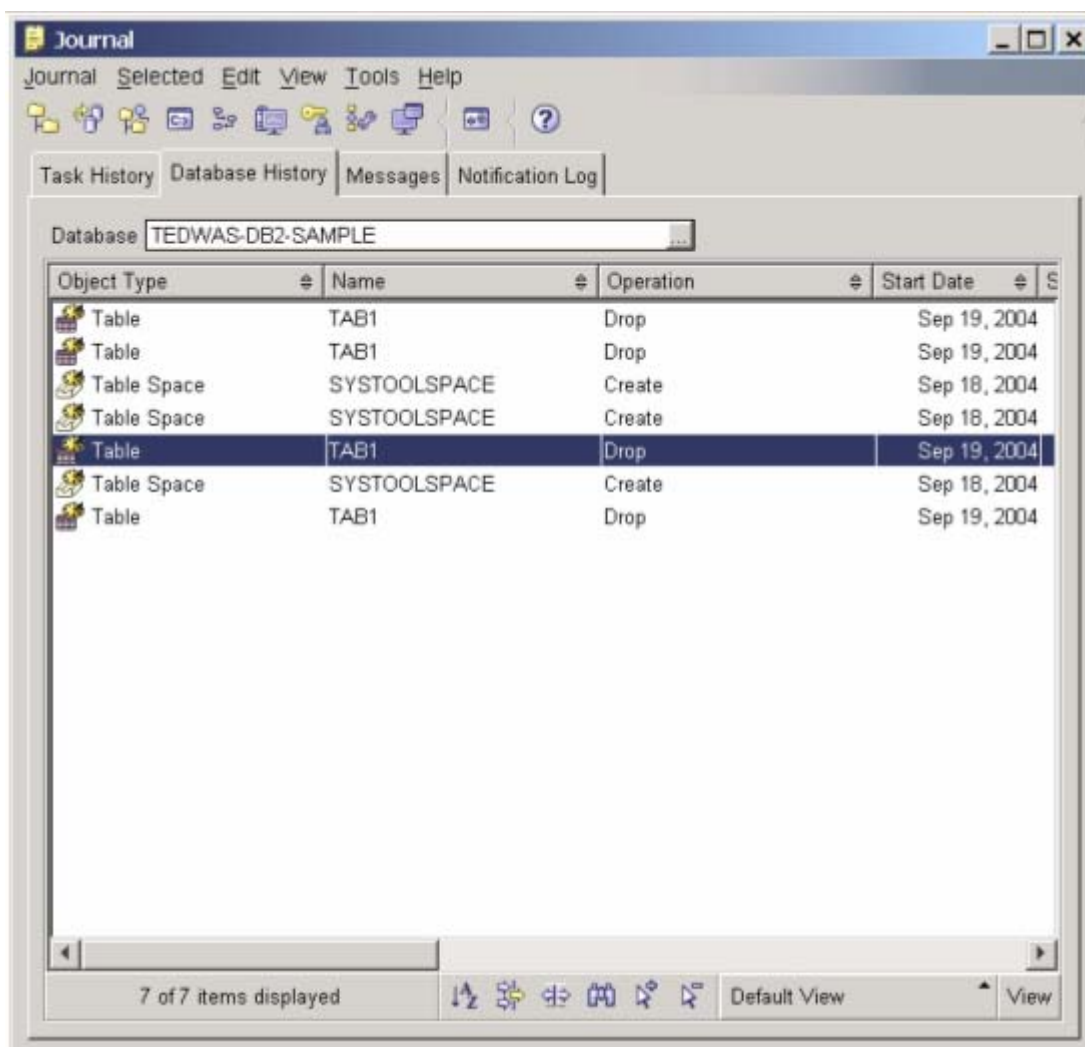 Journal
Journal Selected Edit View Tools Help
Task History Database History Messages Notification Log
Database TEDWAS-DB2-SAMPLE ...
Object Type Name Operation Start Date S
Table TAB1 Drop Sep 19, 2004
Table TAB1 Drop Sep 19, 2004
Table Space SYSTOOLSPACE Create Sep 18, 2004
Table Space SYSTOOLSPACE Create Sep 18, 2004
Table TAB1 Drop Sep 19, 2004
Table Space SYSTOOLSPACE Create Sep 18, 2004
Table TAB1 Drop Sep 19, 2004
7 of 7 items displayed Default View View